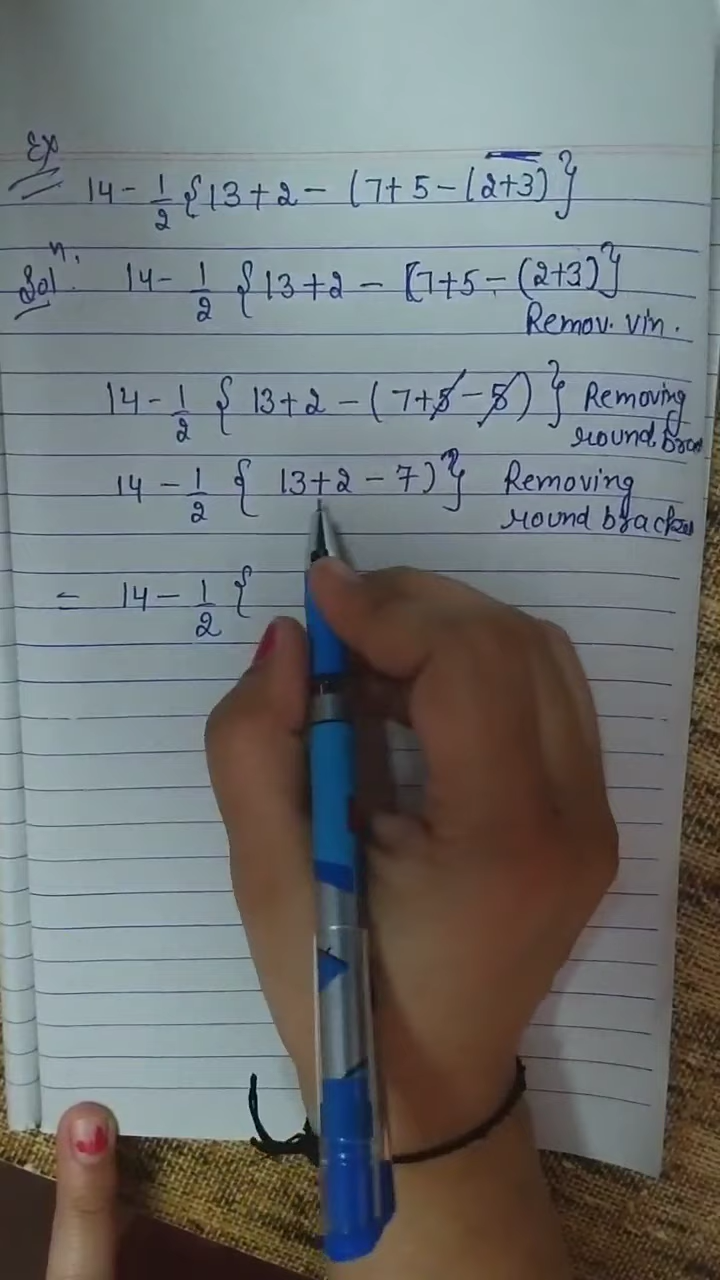 Ex
14 - 1/2 {13+2 - (7+5-(2+3)}
Solⁿ. 14 - 1/2 {13+2 - [7+5-(2+3)}
Remov. vin.
14 - 1/2 { 13+2 - (7+5-5) } Removing
round brac
14 - 1/2 { 13+2 - 7) } Removing
round brackes
= 14 - 1/2 {